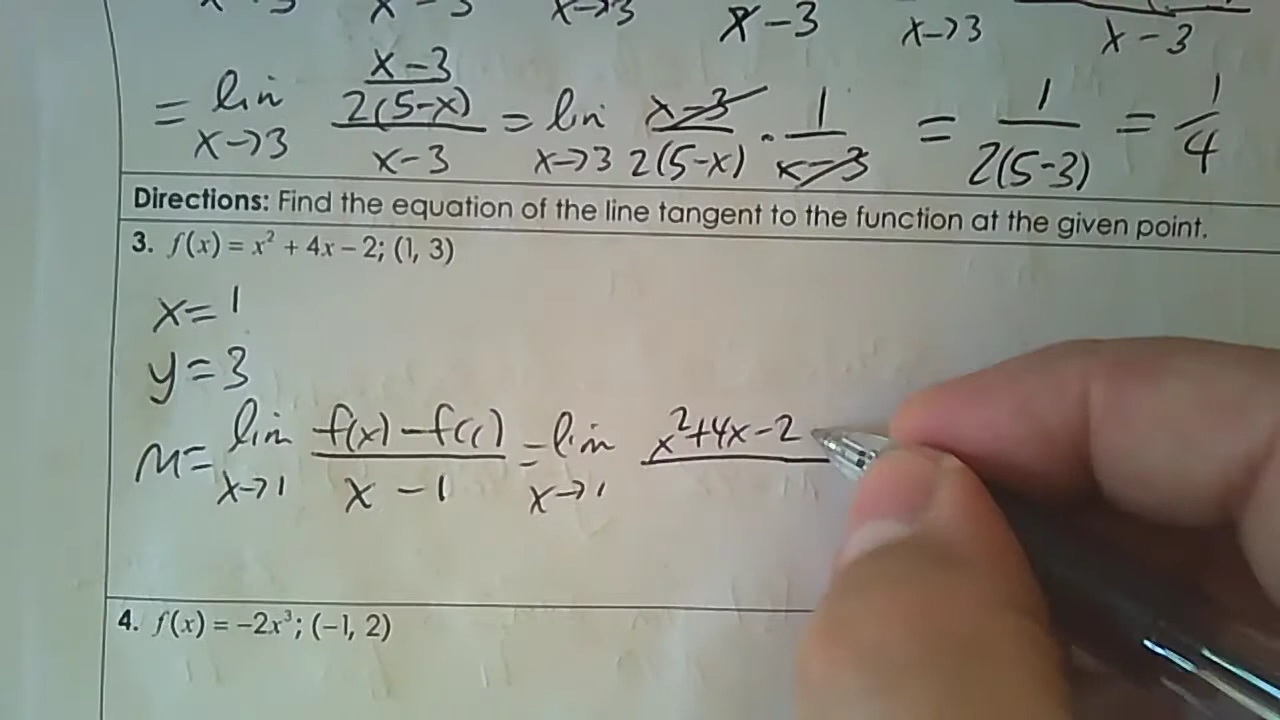 x→3 x-3 x→3 x-3
= lim x→3 (x-3)/(2(5-x))/(x-3) = lim x→3 (x-3)/(2(5-x)) · 1/(x-3) = 1/(2(5-3)) = 1/4
Directions: Find the equation of the line tangent to the function at the given point.
3. f(x) = x² + 4x – 2; (1, 3)
x=1
y=3
m= lim x→1 (f(x)-f(1))/(x-1) = lim x→1 x²+4x-2
4. f(x) = –2x³; (–1, 2)